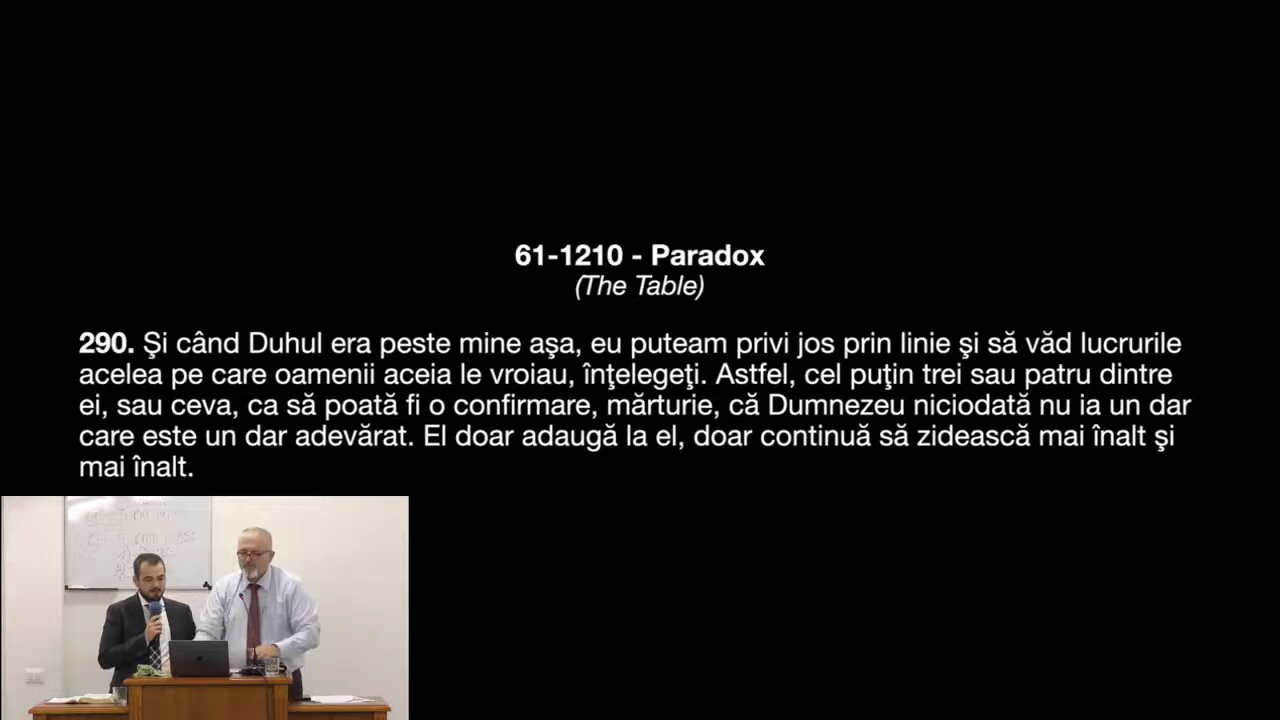 61-1210 - Paradox
(The Table)
290. Şi când Duhul era peste mine aşa, eu puteam privi jos prin linie şi să văd lucrurile
acelea pe care oamenii aceia le vroiau, înţelegeţi. Astfel, cel puţin trei sau patru dintre
ei, sau ceva, ca să poată fi o confirmare, mărturie, că Dumnezeu niciodată nu ia un dar
care este un dar adevărat. El doar adaugă la el, doar continuă să zidească mai înalt şi
mai înalt.